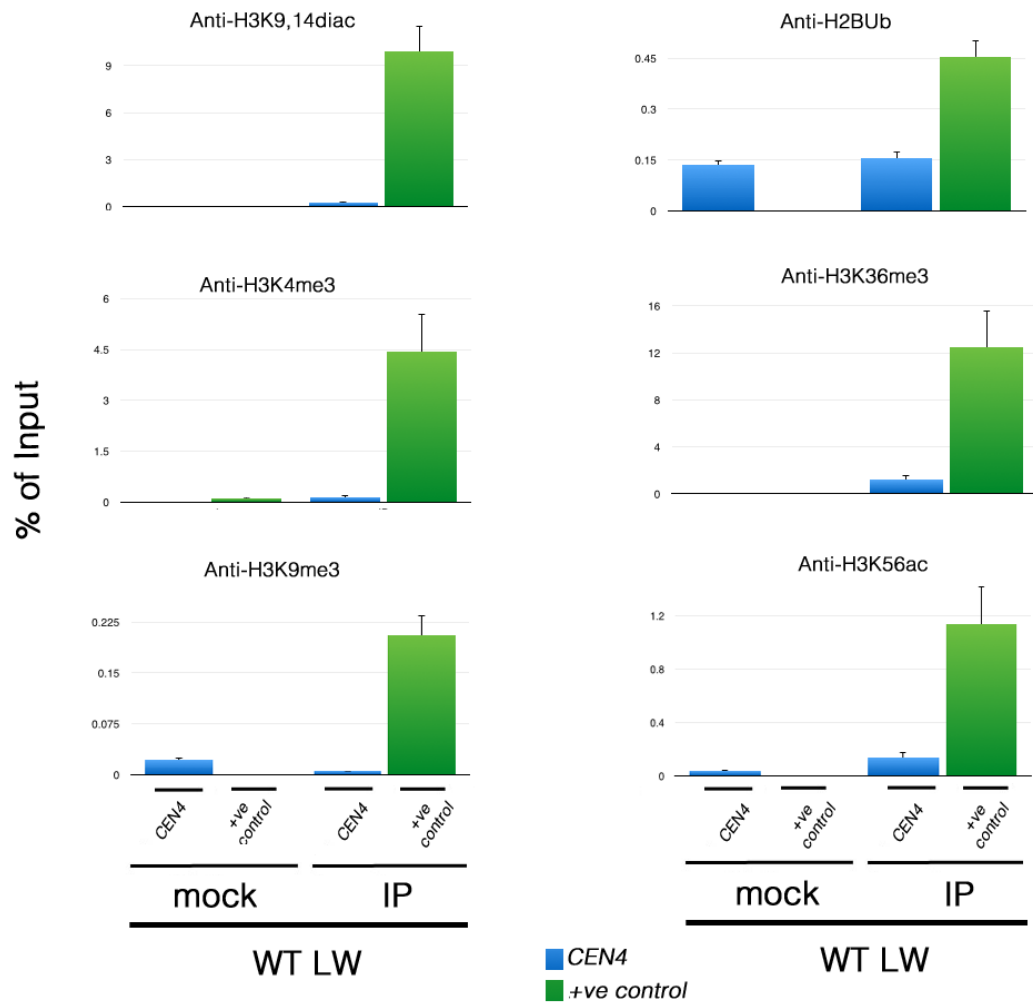 Anti-H3K9,14diac
9
6
3
0
Anti-H2BUb
0.45
0.3
0.15
0
Anti-H3K4me3
6
4.5
3
1.5
0
Anti-H3K36me3
16
12
8
4
0
% of Input
Anti-H3K9me3
0.225
0.15
0.075
0
Anti-H3K56ac
1.2
0.8
0.4
0
CEN4
+ve control
CEN4
+ve control
mock
IP
WT LW
CEN4
+ve control
CEN4
+ve control
mock
IP
WT LW
CEN4
+ve control